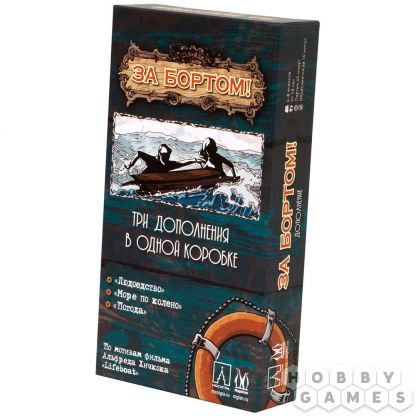 ЗА БОРТОМ!
ТРИ ДОПОЛНЕНИЯ
В ОДНОЙ КОРОБКЕ
«Людоедство»
«Море по колено»
«Погода»
По мотивам фильма
Альфреда Хичкока
«Lifeboat»
ЗА БОРТОМ!
ДОПОЛНЕНИЕ
HOBBY
GAMES